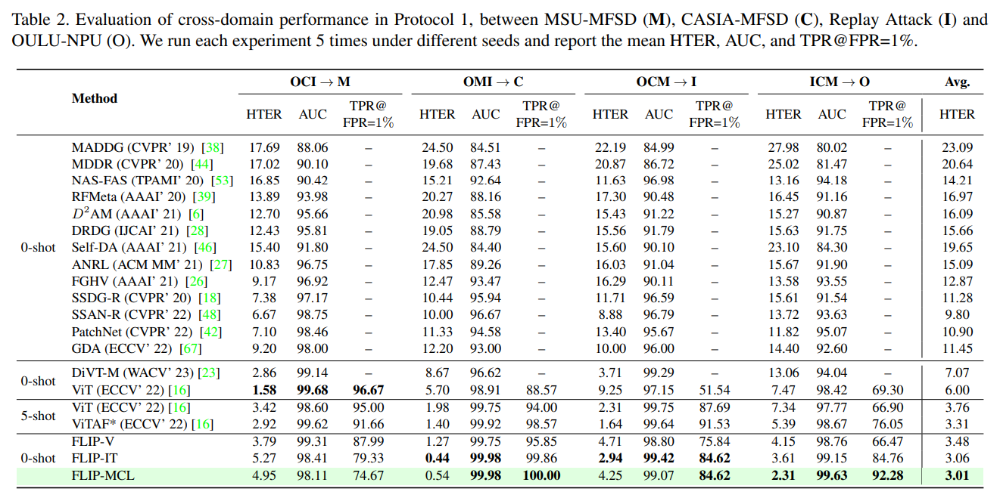 Table 2. Evaluation of cross-domain performance in Protocol 1, between MSU-MFSD (M), CASIA-MFSD (C), Replay Attack (I) and
OULU-NPU (O). We run each experiment 5 times under different seeds and report the mean HTER, AUC, and TPR@FPR=1%.
Method OCI → M OMI → C OCM → I ICM → O Avg.
HTER AUC TPR@ FPR=1% HTER AUC TPR@ FPR=1% HTER AUC TPR@ FPR=1% HTER AUC TPR@ FPR=1% HTER
0-shot
MADDG (CVPR' 19) [38] 17.69 88.06 – 24.50 84.51 – 22.19 84.99 – 27.98 80.02 – 23.09
MDDR (CVPR' 20) [44] 17.02 90.10 – 19.68 87.43 – 20.87 86.72 – 25.02 81.47 – 20.64
NAS-FAS (TPAMI' 20) [53] 16.85 90.42 – 15.21 92.64 – 11.63 96.98 – 13.16 94.18 – 14.21
RFMeta (AAAI' 20) [39] 13.89 93.98 – 20.27 88.16 – 17.30 90.48 – 16.45 91.16 – 16.97
D²AM (AAAI' 21) [6] 12.70 95.66 – 20.98 85.58 – 15.43 91.22 – 15.27 90.87 – 16.09
DRDG (IJCAI' 21) [28] 12.43 95.81 – 19.05 88.79 – 15.56 91.79 – 15.63 91.75 – 15.66
Self-DA (AAAI' 21) [46] 15.40 91.80 – 24.50 84.40 – 15.60 90.10 – 23.10 84.30 – 19.65
ANRL (ACM MM' 21) [27] 10.83 96.75 – 17.85 89.26 – 16.03 91.04 – 15.67 91.90 – 15.09
FGHV (AAAI' 21) [26] 9.17 96.92 – 12.47 93.47 – 16.29 90.11 – 13.58 93.55 – 12.87
SSDG-R (CVPR' 20) [18] 7.38 97.17 – 10.44 95.94 – 11.71 96.59 – 15.61 91.54 – 11.28
SSAN-R (CVPR' 22) [48] 6.67 98.75 – 10.00 96.67 – 8.88 96.79 – 13.72 93.63 – 9.80
PatchNet (CVPR' 22) [42] 7.10 98.46 – 11.33 94.58 – 13.40 95.67 – 11.82 95.07 – 10.90
GDA (ECCV' 22) [67] 9.20 98.00 – 12.20 93.00 – 10.00 96.00 – 14.40 92.60 – 11.45
0-shot
DiVT-M (WACV' 23) [23] 2.86 99.14 – 8.67 96.62 – 3.71 99.29 – 13.06 94.04 – 7.07
ViT (ECCV' 22) [16] 1.58 99.68 96.67 5.70 98.91 88.57 9.25 97.15 51.54 7.47 98.42 69.30 6.00
5-shot
ViT (ECCV' 22) [16] 3.42 98.60 95.00 1.98 99.75 94.00 2.31 99.75 87.69 7.34 97.77 66.90 3.76
ViTAF* (ECCV' 22) [16] 2.92 99.62 91.66 1.40 99.92 98.57 1.64 99.64 91.53 5.39 98.67 76.05 3.31
0-shot
FLIP-V 3.79 99.31 87.99 1.27 99.75 95.85 4.71 98.80 75.84 4.15 98.76 66.47 3.48
FLIP-IT 5.27 98.41 79.33 0.44 99.98 99.86 2.94 99.42 84.62 3.61 99.15 84.76 3.06
FLIP-MCL 4.95 98.11 74.67 0.54 99.98 100.00 4.25 99.07 84.62 2.31 99.63 92.28 3.01